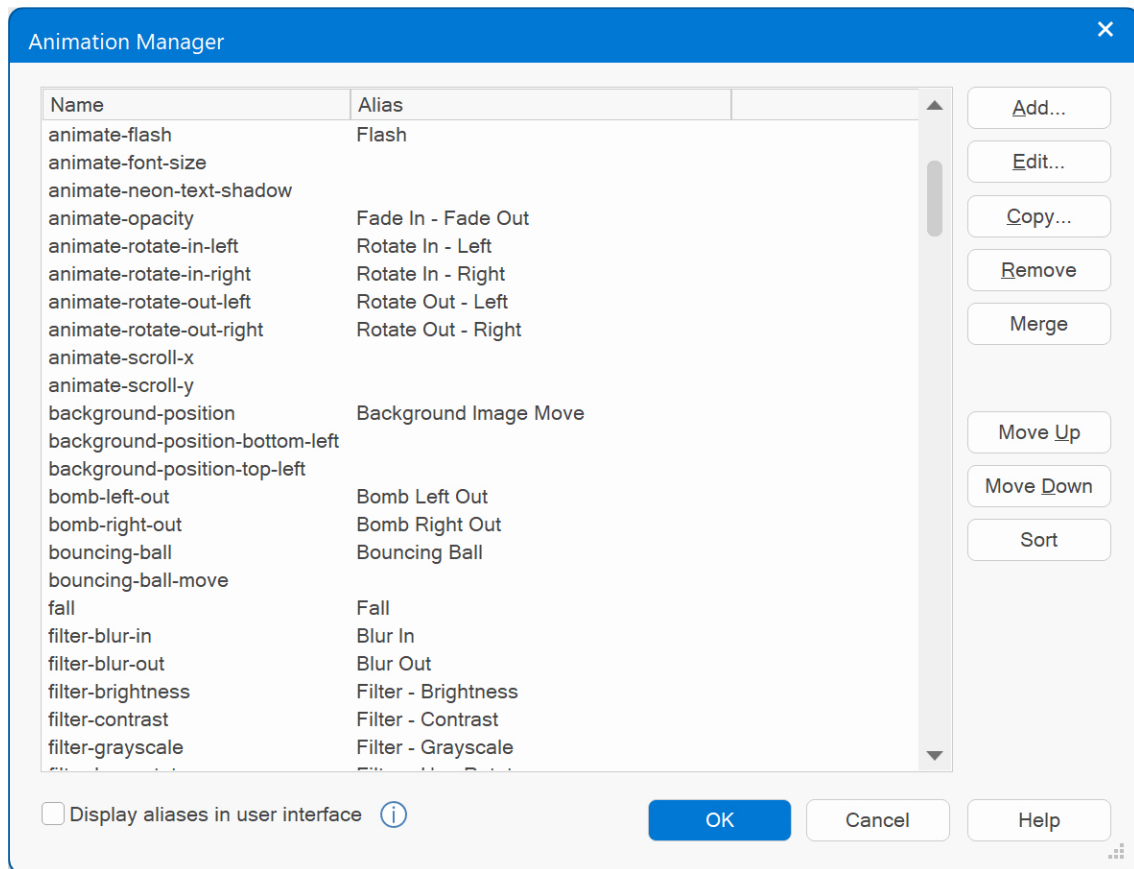 Animation Manager
Name Alias
animate-flash Flash
animate-font-size
animate-neon-text-shadow
animate-opacity Fade In - Fade Out
animate-rotate-in-left Rotate In - Left
animate-rotate-in-right Rotate In - Right
animate-rotate-out-left Rotate Out - Left
animate-rotate-out-right Rotate Out - Right
animate-scroll-x
animate-scroll-y
background-position Background Image Move
background-position-bottom-left
background-position-top-left
bomb-left-out Bomb Left Out
bomb-right-out Bomb Right Out
bouncing-ball Bouncing Ball
bouncing-ball-move
fall Fall
filter-blur-in Blur In
filter-blur-out Blur Out
filter-brightness Filter - Brightness
filter-contrast Filter - Contrast
filter-grayscale Filter - Grayscale
Add...
Edit...
Copy...
Remove
Merge
Move Up
Move Down
Sort
Display aliases in user interface
OK Cancel Help